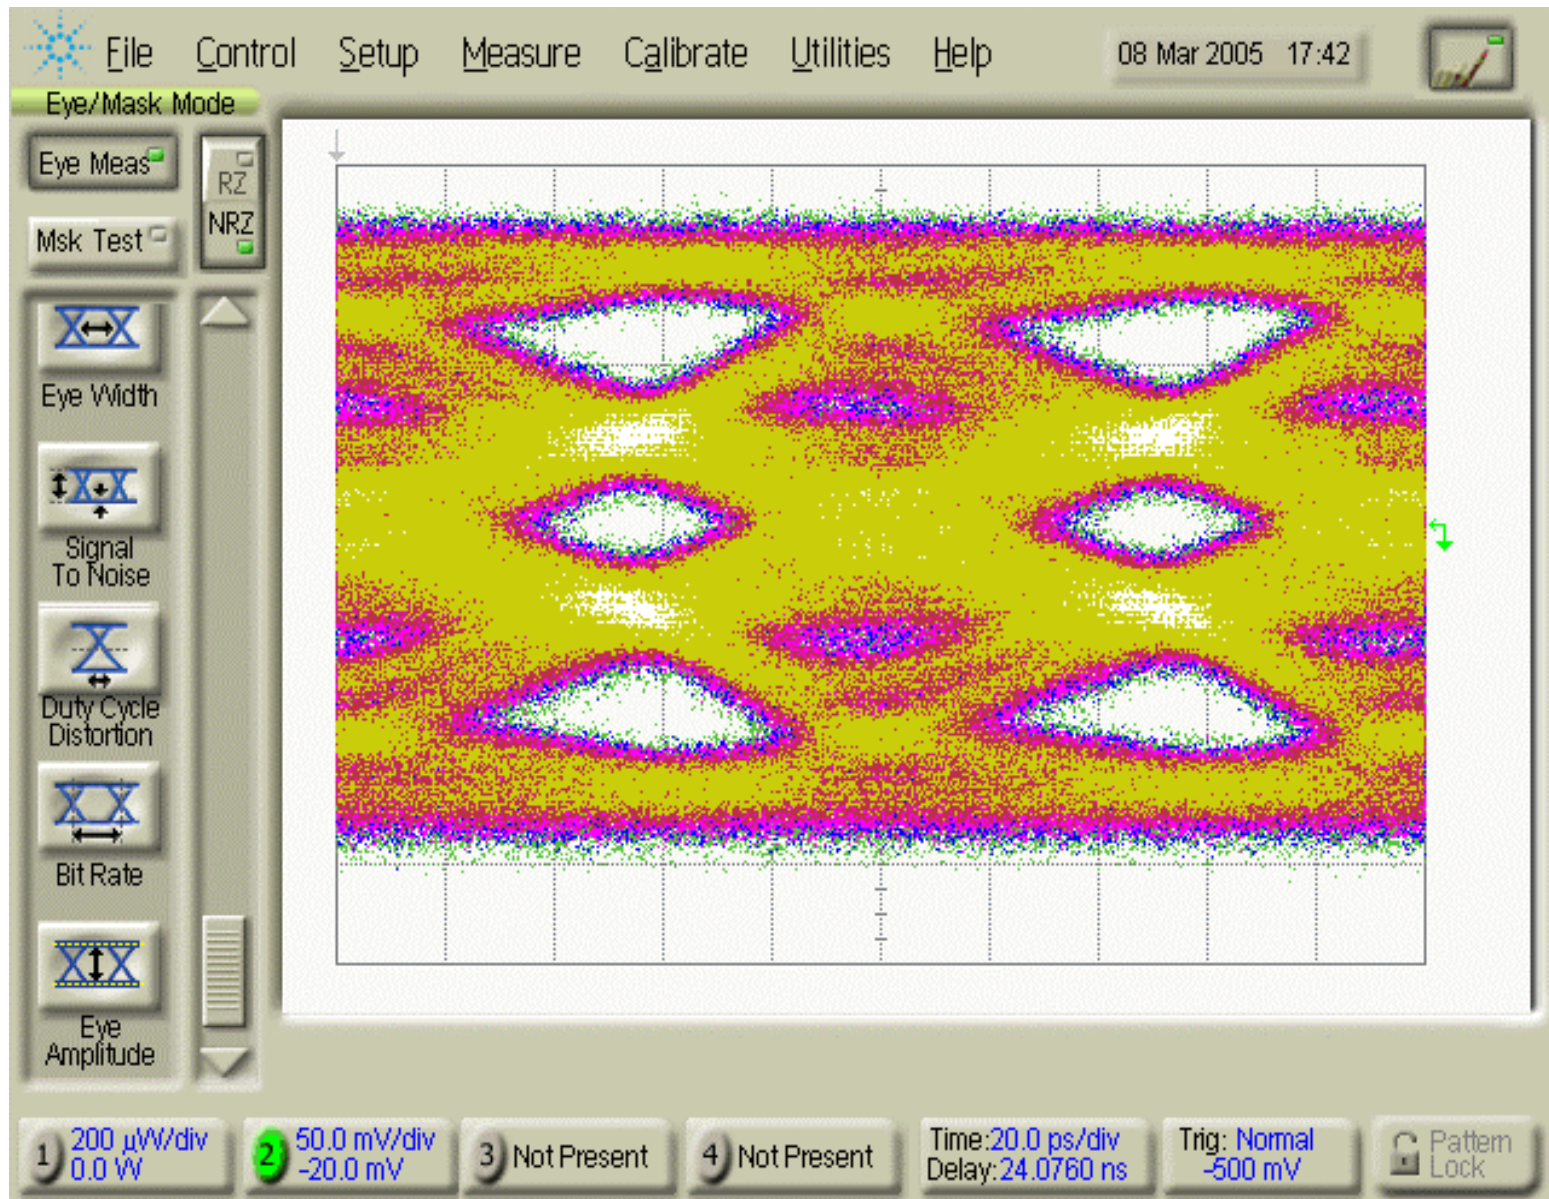 File Control Setup Measure Calibrate Utilities Help 08 Mar 2005 17:42
Eye/Mask Mode
Eye Meas
RZ
NRZ
Msk Test
Eye Width
Signal
To Noise
Duty Cycle
Distortion
Bit Rate
Eye
Amplitude
1 200 µW/div
0.0 W
2 50.0 mV/div
-20.0 mV
3 Not Present
4 Not Present
Time:20.0 ps/div
Delay:24.0760 ns
Trig: Normal
-500 mV
Pattern
Lock